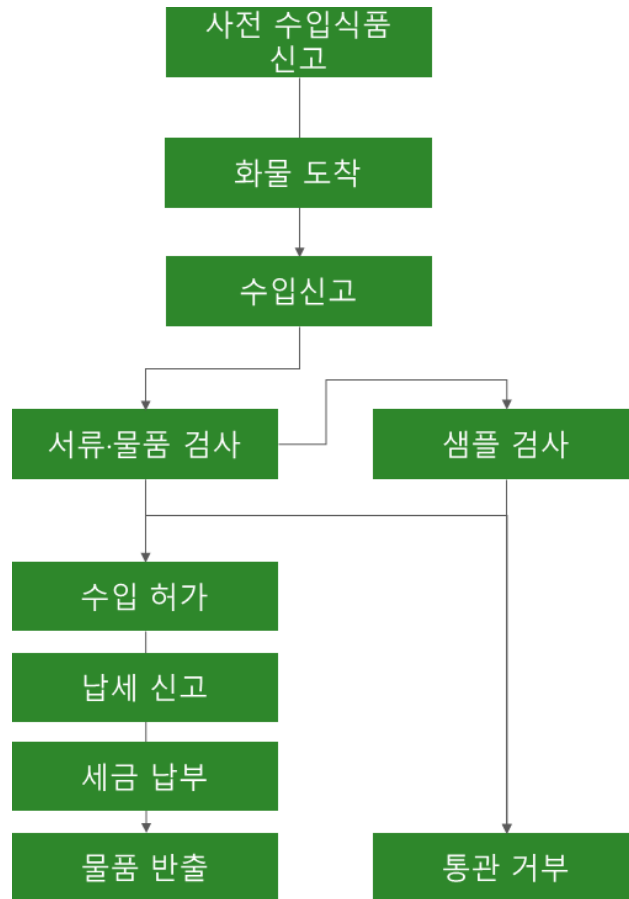 사전 수입식품
신고
화물 도착
수입신고
서류·물품 검사
샘플 검사
수입 허가
납세 신고
세금 납부
물품 반출
통관 거부